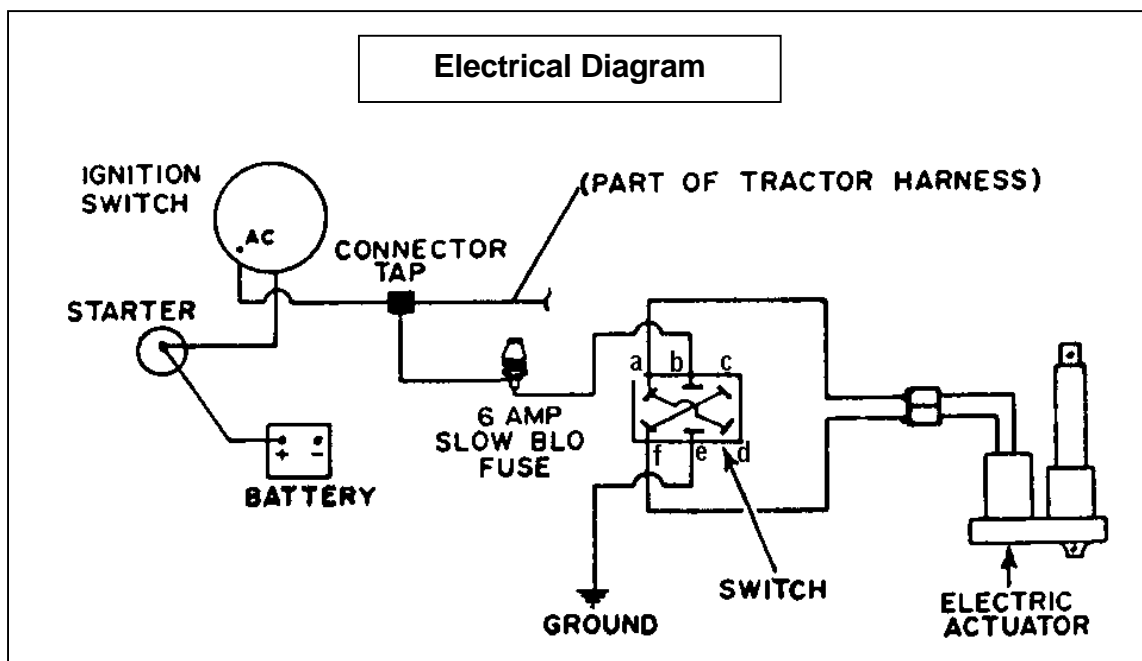 Electrical Diagram
IGNITION
SWITCH
AC
(PART OF TRACTOR HARNESS)
CONNECTOR
TAP
STARTER
a b c
6 AMP
SLOW BLO
FUSE
f e d
+ -
BATTERY
SWITCH
GROUND
ELECTRIC
ACTUATOR